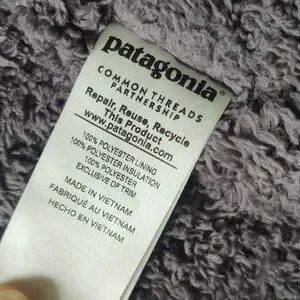 patagonia®
COMMON THREADS
PARTNERSHIP
Repair, Reuse, Recycle
This Product
www.patagonia.com
100% POLYESTER LINING
100% POLYESTER INSULATION
100% POLYESTER
EXCLUSIVE OF TRIM
MADE IN VIETNAM
FABRIQUÉ AU VIETNAM
HECHO EN VIETNAM